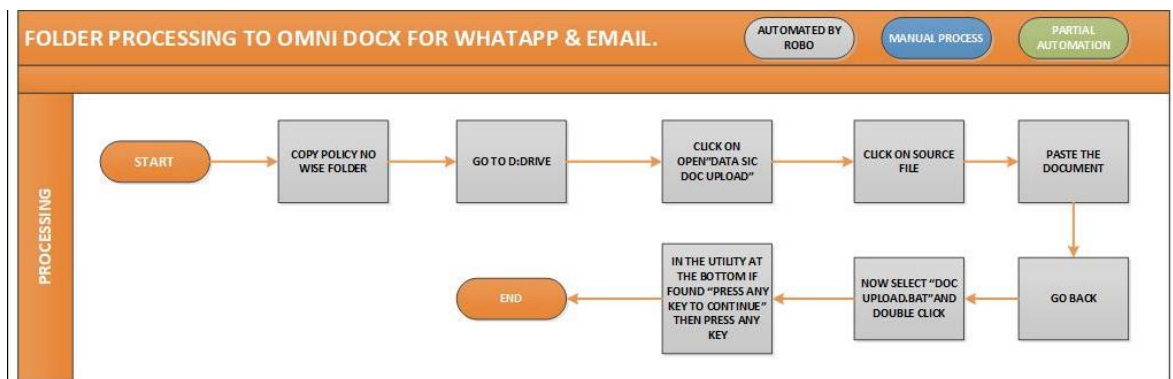 FOLDER PROCESSING TO OMNI DOCX FOR WHATAPP & EMAIL.
AUTOMATED BY
ROBO
MANUAL PROCESS
PARTIAL
AUTOMATION
PROCESSING
START
COPY POLICY NO
WISE FOLDER
GO TO D:DRIVE
CLICK ON
OPEN"DATA SIC
DOC UPLOAD"
CLICK ON SOURCE
FILE
PASTE THE
DOCUMENT
GO BACK
NOW SELECT "DOC
UPLOAD.BAT"AND
DOUBLE CLICK
IN THE UTILITY AT
THE BOTTOM IF
FOUND "PRESS ANY
KEY TO CONTINUE"
THEN PRESS ANY
KEY
END